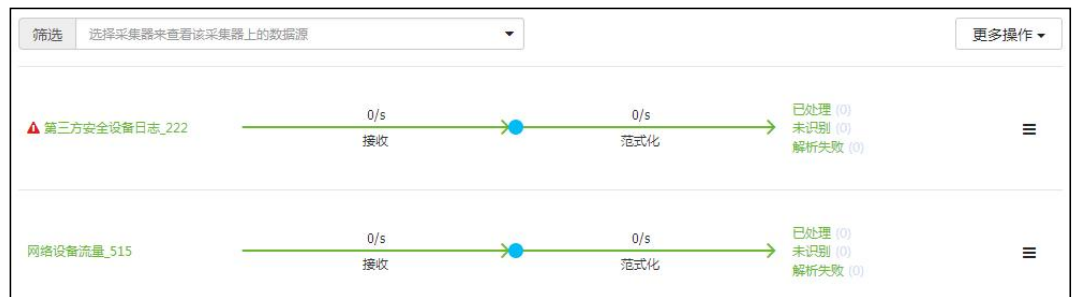 筛选 选择采集器来查看该采集器上的数据源 更多操作
第三方安全设备日志_222
0/s
接收
0/s
范式化
已处理 (0)
未识别 (0)
解析失败 (0)
网络设备流量_515
0/s
接收
0/s
范式化
已处理 (0)
未识别 (0)
解析失败 (0)